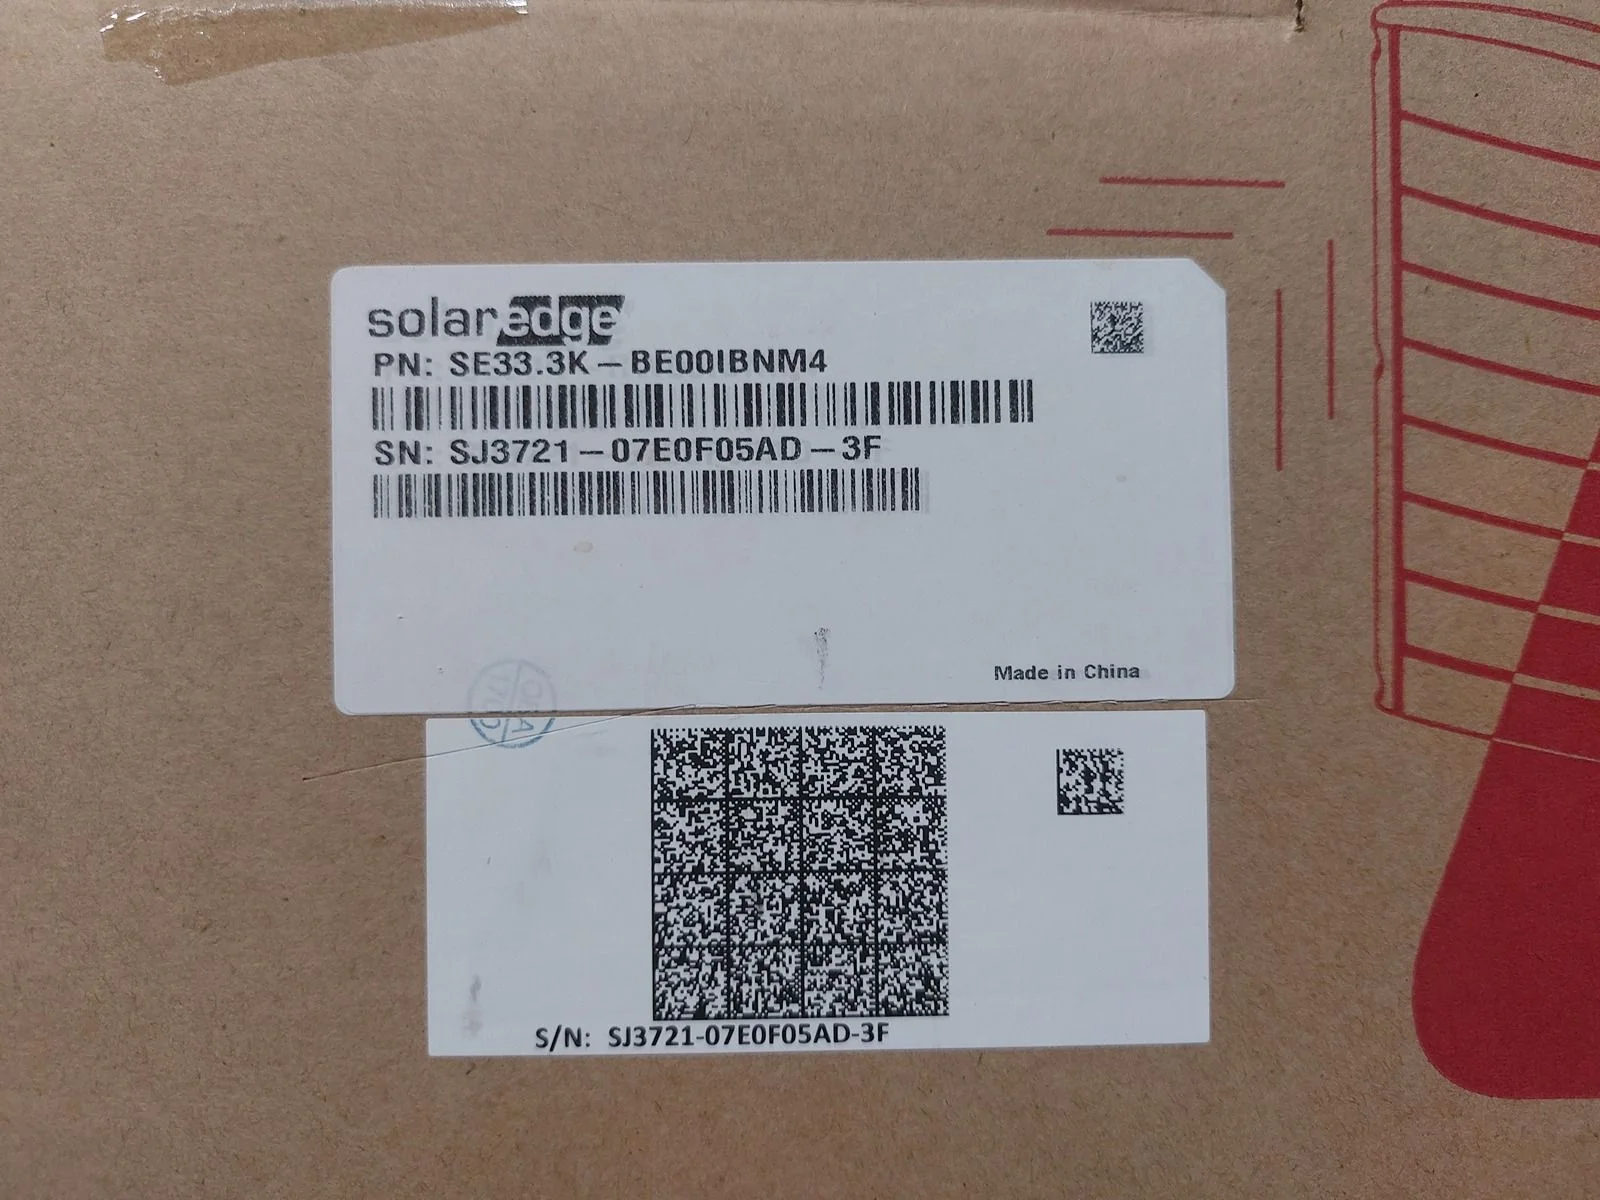 solaredge
PN: SE33.3K-BE00IBNM4
SN: SJ3721-07E0F05AD-3F
Made in China
S/N: SJ3721-07E0F05AD-3F